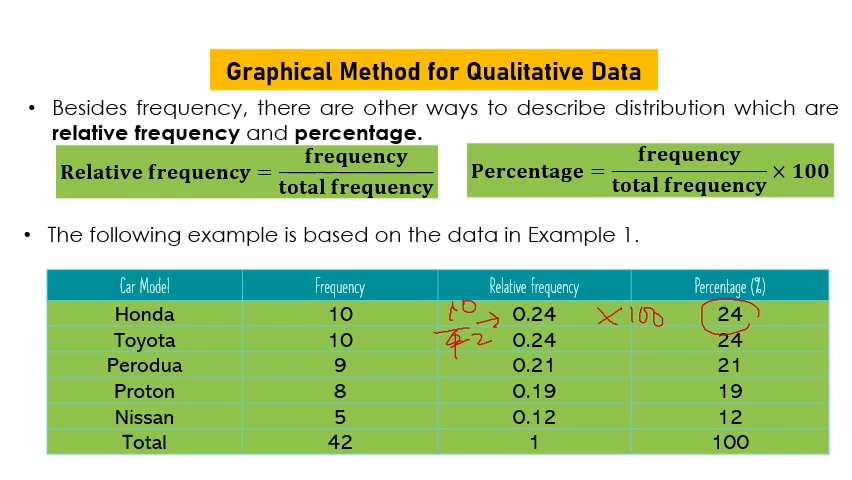 Graphical Method for Qualitative Data
• Besides frequency, there are other ways to describe distribution which are
relative frequency and percentage.
Relative frequency = frequency / total frequency
Percentage = frequency / total frequency × 100
• The following example is based on the data in Example 1.
Car Model Frequency Relative frequency Percentage (%)
Honda 10 10/42 → 0.24 ×100 24
Toyota 10 0.24 24
Perodua 9 0.21 21
Proton 8 0.19 19
Nissan 5 0.12 12
Total 42 1 100